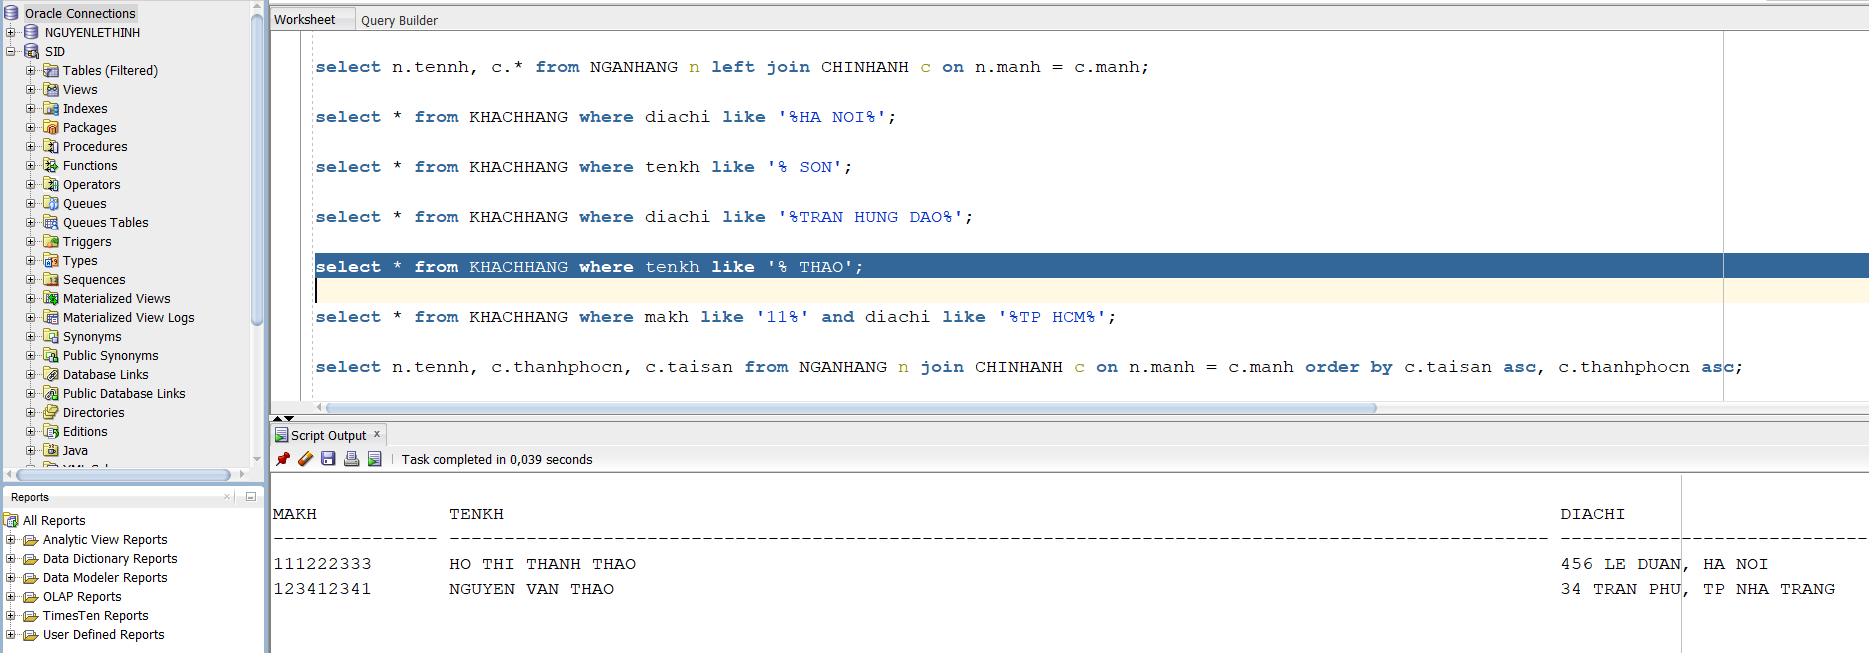 Oracle Connections
NGUYENLETHINH
SID
Tables (Filtered)
Views
Indexes
Packages
Procedures
Functions
Operators
Queues
Queues Tables
Triggers
Types
Sequences
Materialized Views
Materialized View Logs
Synonyms
Public Synonyms
Database Links
Public Database Links
Directories
Editions
Java
Reports
All Reports
Analytic View Reports
Data Dictionary Reports
Data Modeler Reports
OLAP Reports
TimesTen Reports
User Defined Reports
Worksheet Query Builder
select n.tennh, c.* from NGANHANG n left join CHINHANH c on n.manh = c.manh;
select * from KHACHHANG where diachi like '%HA NOI%';
select * from KHACHHANG where tenkh like '% SON';
select * from KHACHHANG where diachi like '%TRAN HUNG DAO%';
select * from KHACHHANG where tenkh like '% THAO';
select * from KHACHHANG where makh like '11%' and diachi like '%TP HCM%';
select n.tennh, c.thanhphocn, c.taisan from NGANHANG n join CHINHANH c on n.manh = c.manh order by c.taisan asc, c.thanhphocn asc;
Script Output x
Task completed in 0,039 seconds
MAKH TENKH DIACHI
111222333 HO THI THANH THAO 456 LE DUAN, HA NOI
123412341 NGUYEN VAN THAO 34 TRAN PHU, TP NHA TRANG